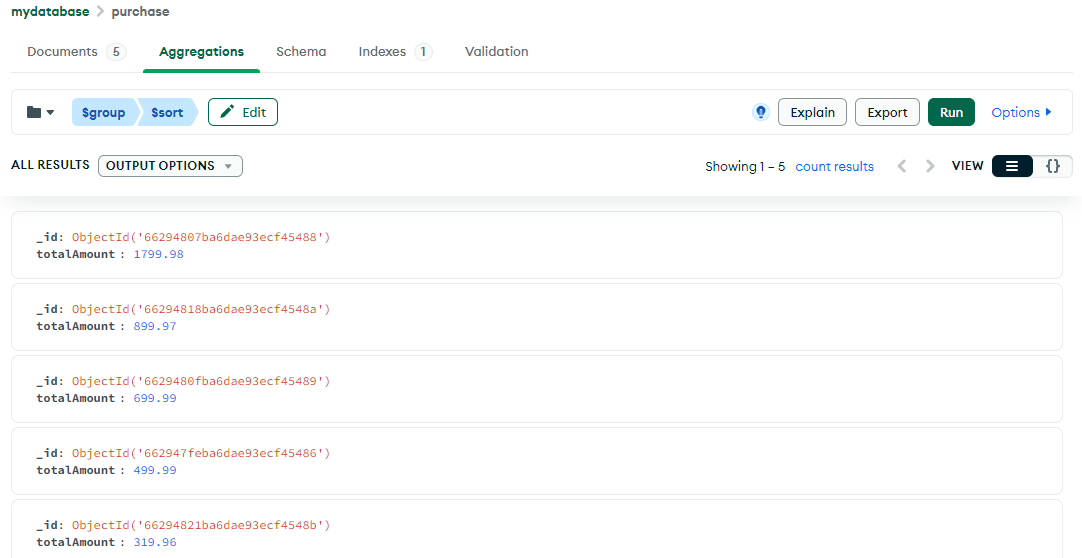 mydatabase > purchase
Documents 5 Aggregations Schema Indexes 1 Validation
$group $sort Edit Explain Export Run Options
ALL RESULTS OUTPUT OPTIONS Showing 1 – 5 count results VIEW {}
_id: ObjectId('66294807ba6dae93ecf45488')
totalAmount : 1799.98
_id: ObjectId('66294818ba6dae93ecf4548a')
totalAmount : 899.97
_id: ObjectId('6629480fba6dae93ecf45489')
totalAmount : 699.99
_id: ObjectId('662947feba6dae93ecf45486')
totalAmount : 499.99
_id: ObjectId('66294821ba6dae93ecf4548b')
totalAmount : 319.96